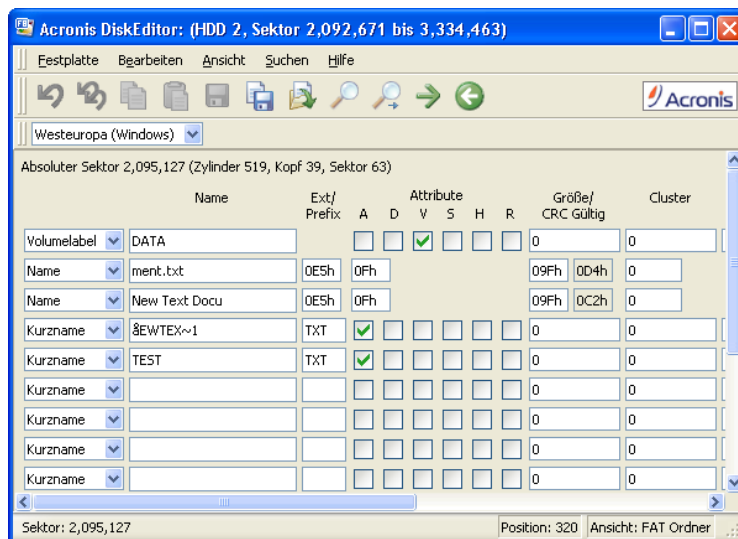 Acronis DiskEditor: (HDD 2, Sektor 2,092,671 bis 3,334,463)
Festplatte Bearbeiten Ansicht Suchen Hilfe
Acronis
Westeuropa (Windows)
Absoluter Sektor 2,095,127 (Zylinder 519, Kopf 39, Sektor 63)
Name Ext/ Attribute Größe/ Cluster
Prefix A D V S H R CRC Gültig
Volumelabel DATA 0 0
Name ment.txt 0E5h 0Fh 09Fh 0D4h 0
Name New Text Docu 0E5h 0Fh 09Fh 0C2h 0
Kurzname åEWTEX~1 TXT 0 0
Kurzname TEST TXT 0 0
Kurzname 0 0
Kurzname 0 0
Kurzname 0 0
Kurzname 0 0
Sektor: 2,095,127 Position: 320 Ansicht: FAT Ordner